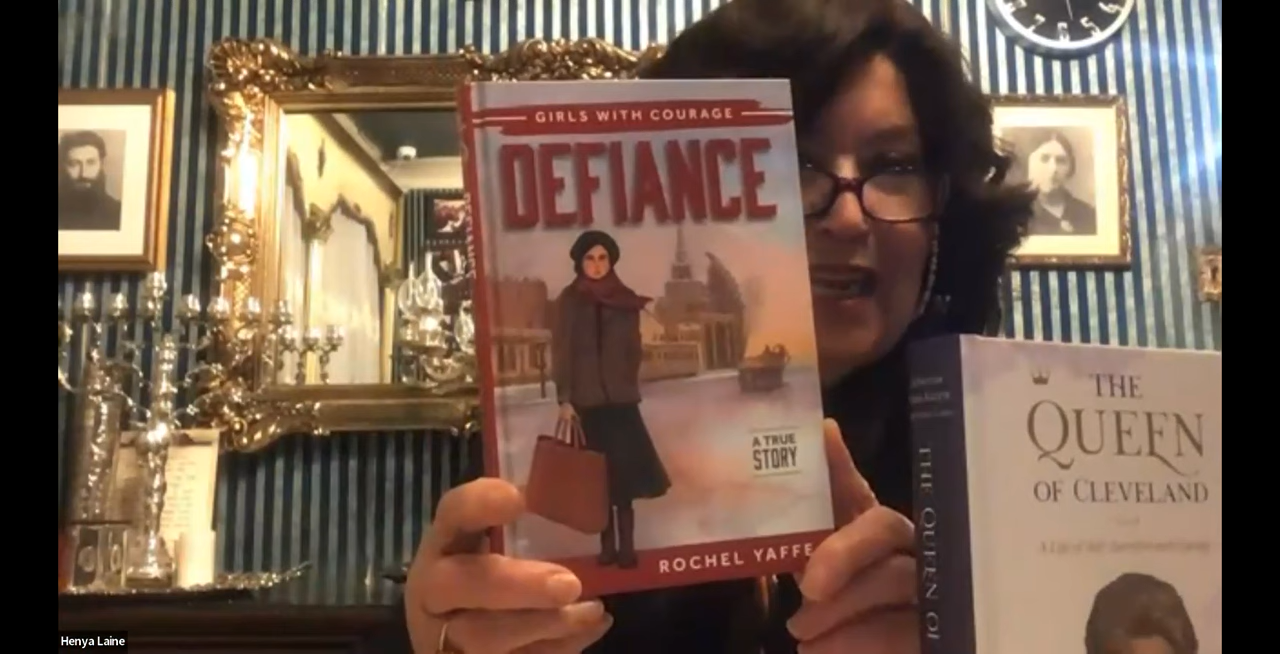 GIRLS WITH COURAGE
DEFIANCE
A TRUE
STORY
ROCHEL YAFFE
THE
QUEEN
OF CLEVELAND
THE QUEEN OF
Henya Laine